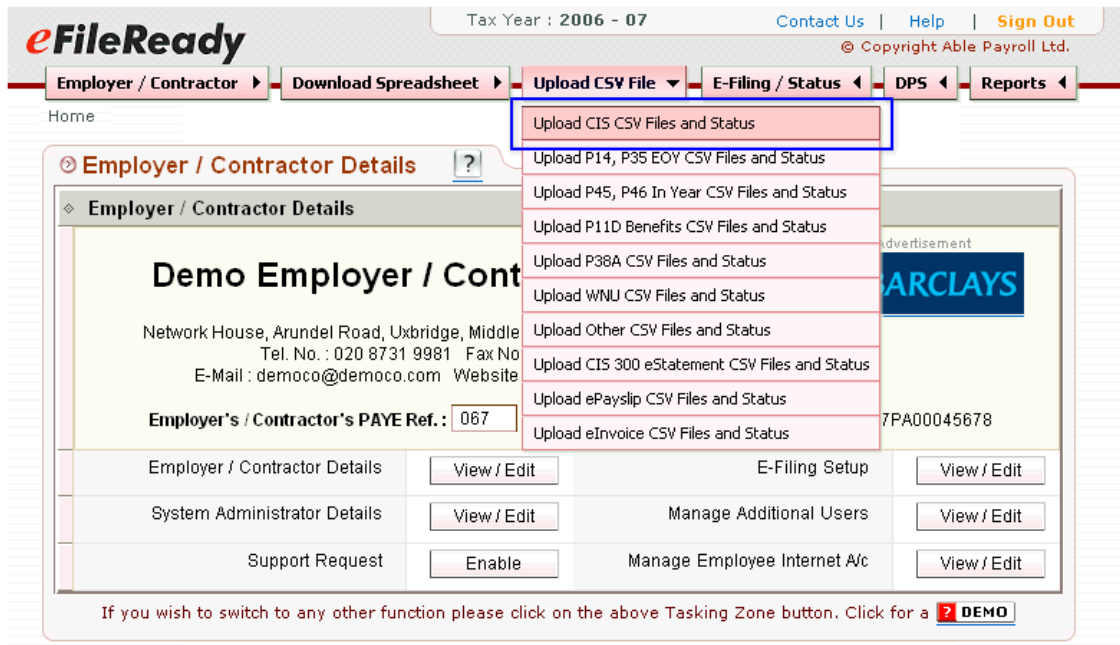 Tax Year : 2006 - 07 Contact Us | Help | Sign Out
eFileReady
© Copyright Able Payroll Ltd.
Employer / Contractor Download Spreadsheet Upload CSV File E-Filing / Status DPS Reports
Home
Upload CIS CSV Files and Status
Upload P14, P35 EOY CSV Files and Status
Upload P45, P46 In Year CSV Files and Status
Upload P11D Benefits CSV Files and Status
Upload P38A CSV Files and Status
Upload WNU CSV Files and Status
Upload Other CSV Files and Status
Upload CIS 300 eStatement CSV Files and Status
Upload ePayslip CSV Files and Status
Upload eInvoice CSV Files and Status
Employer / Contractor Details ?
Employer / Contractor Details
Advertisement
Demo Employer / Cont
BARCLAYS
Network House, Arundel Road, Uxbridge, Middle
Tel. No. : 020 8731 9981 Fax No
E-Mail : democo@democo.com Website
Employer's / Contractor's PAYE Ref. : 067 7PA00045678
Employer / Contractor Details View / Edit E-Filing Setup View / Edit
System Administrator Details View / Edit Manage Additional Users View / Edit
Support Request Enable Manage Employee Internet A/c View / Edit
If you wish to switch to any other function please click on the above Tasking Zone button. Click for a ? DEMO